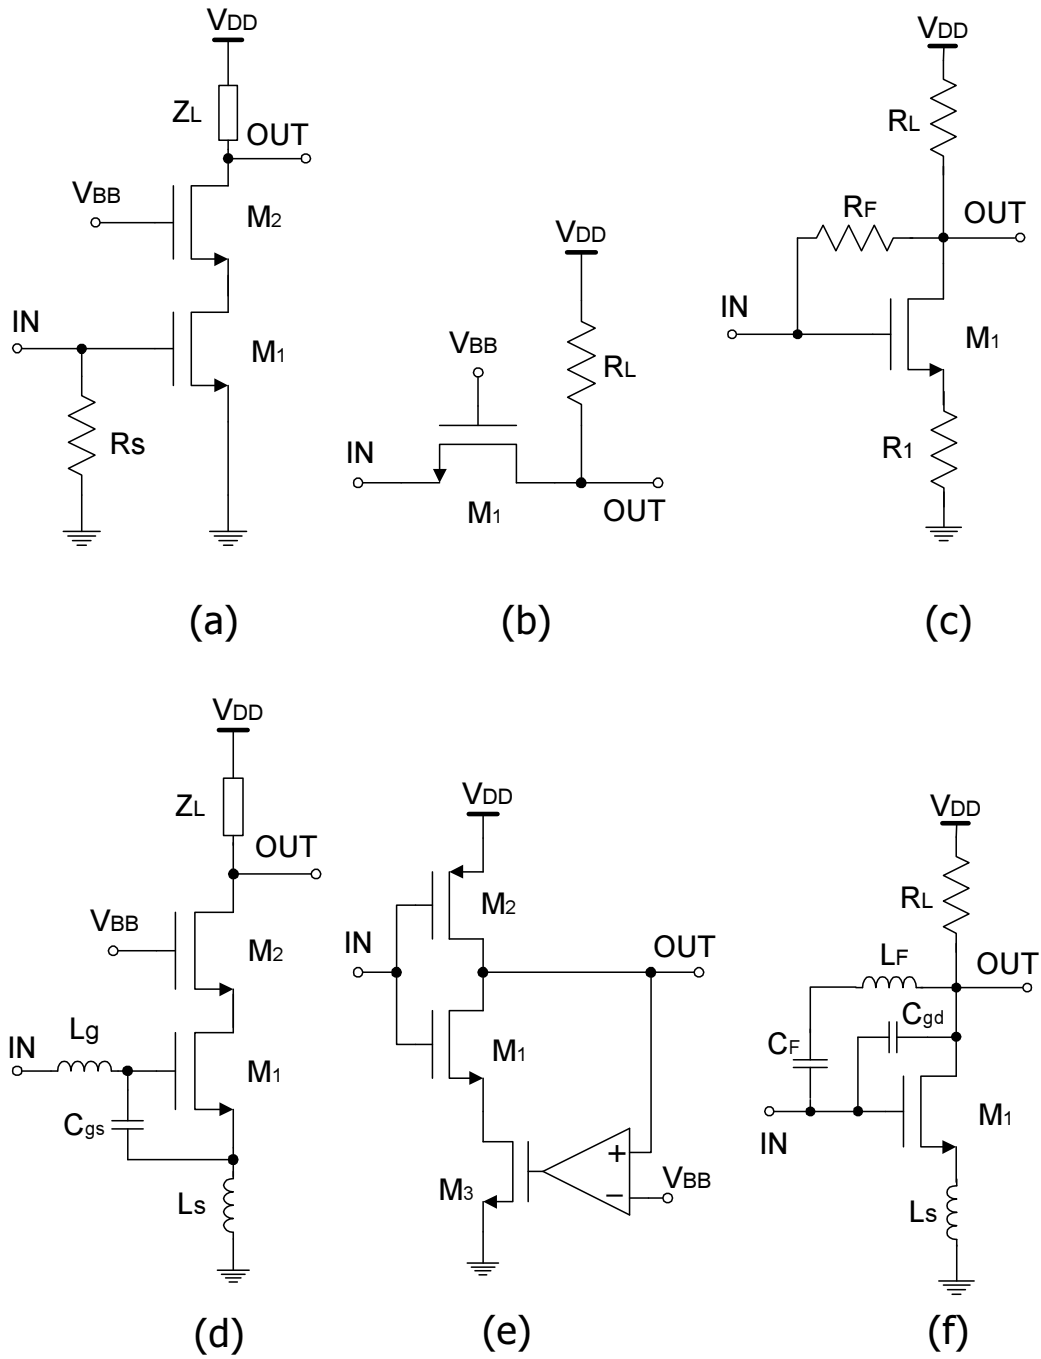 VDD
ZL
OUT
VBB
M2
IN
M1
Rs
(a)
VDD
VBB
RL
IN
M1
OUT
(b)
VDD
RL
RF
OUT
IN
M1
R1
(c)
VDD
ZL
OUT
VBB
M2
Lg
IN
M1
Cgs
Ls
(d)
VDD
M2
IN
OUT
M1
+
M3
−
VBB
(e)
VDD
RL
LF
OUT
Cgd
CF
M1
IN
Ls
(f)